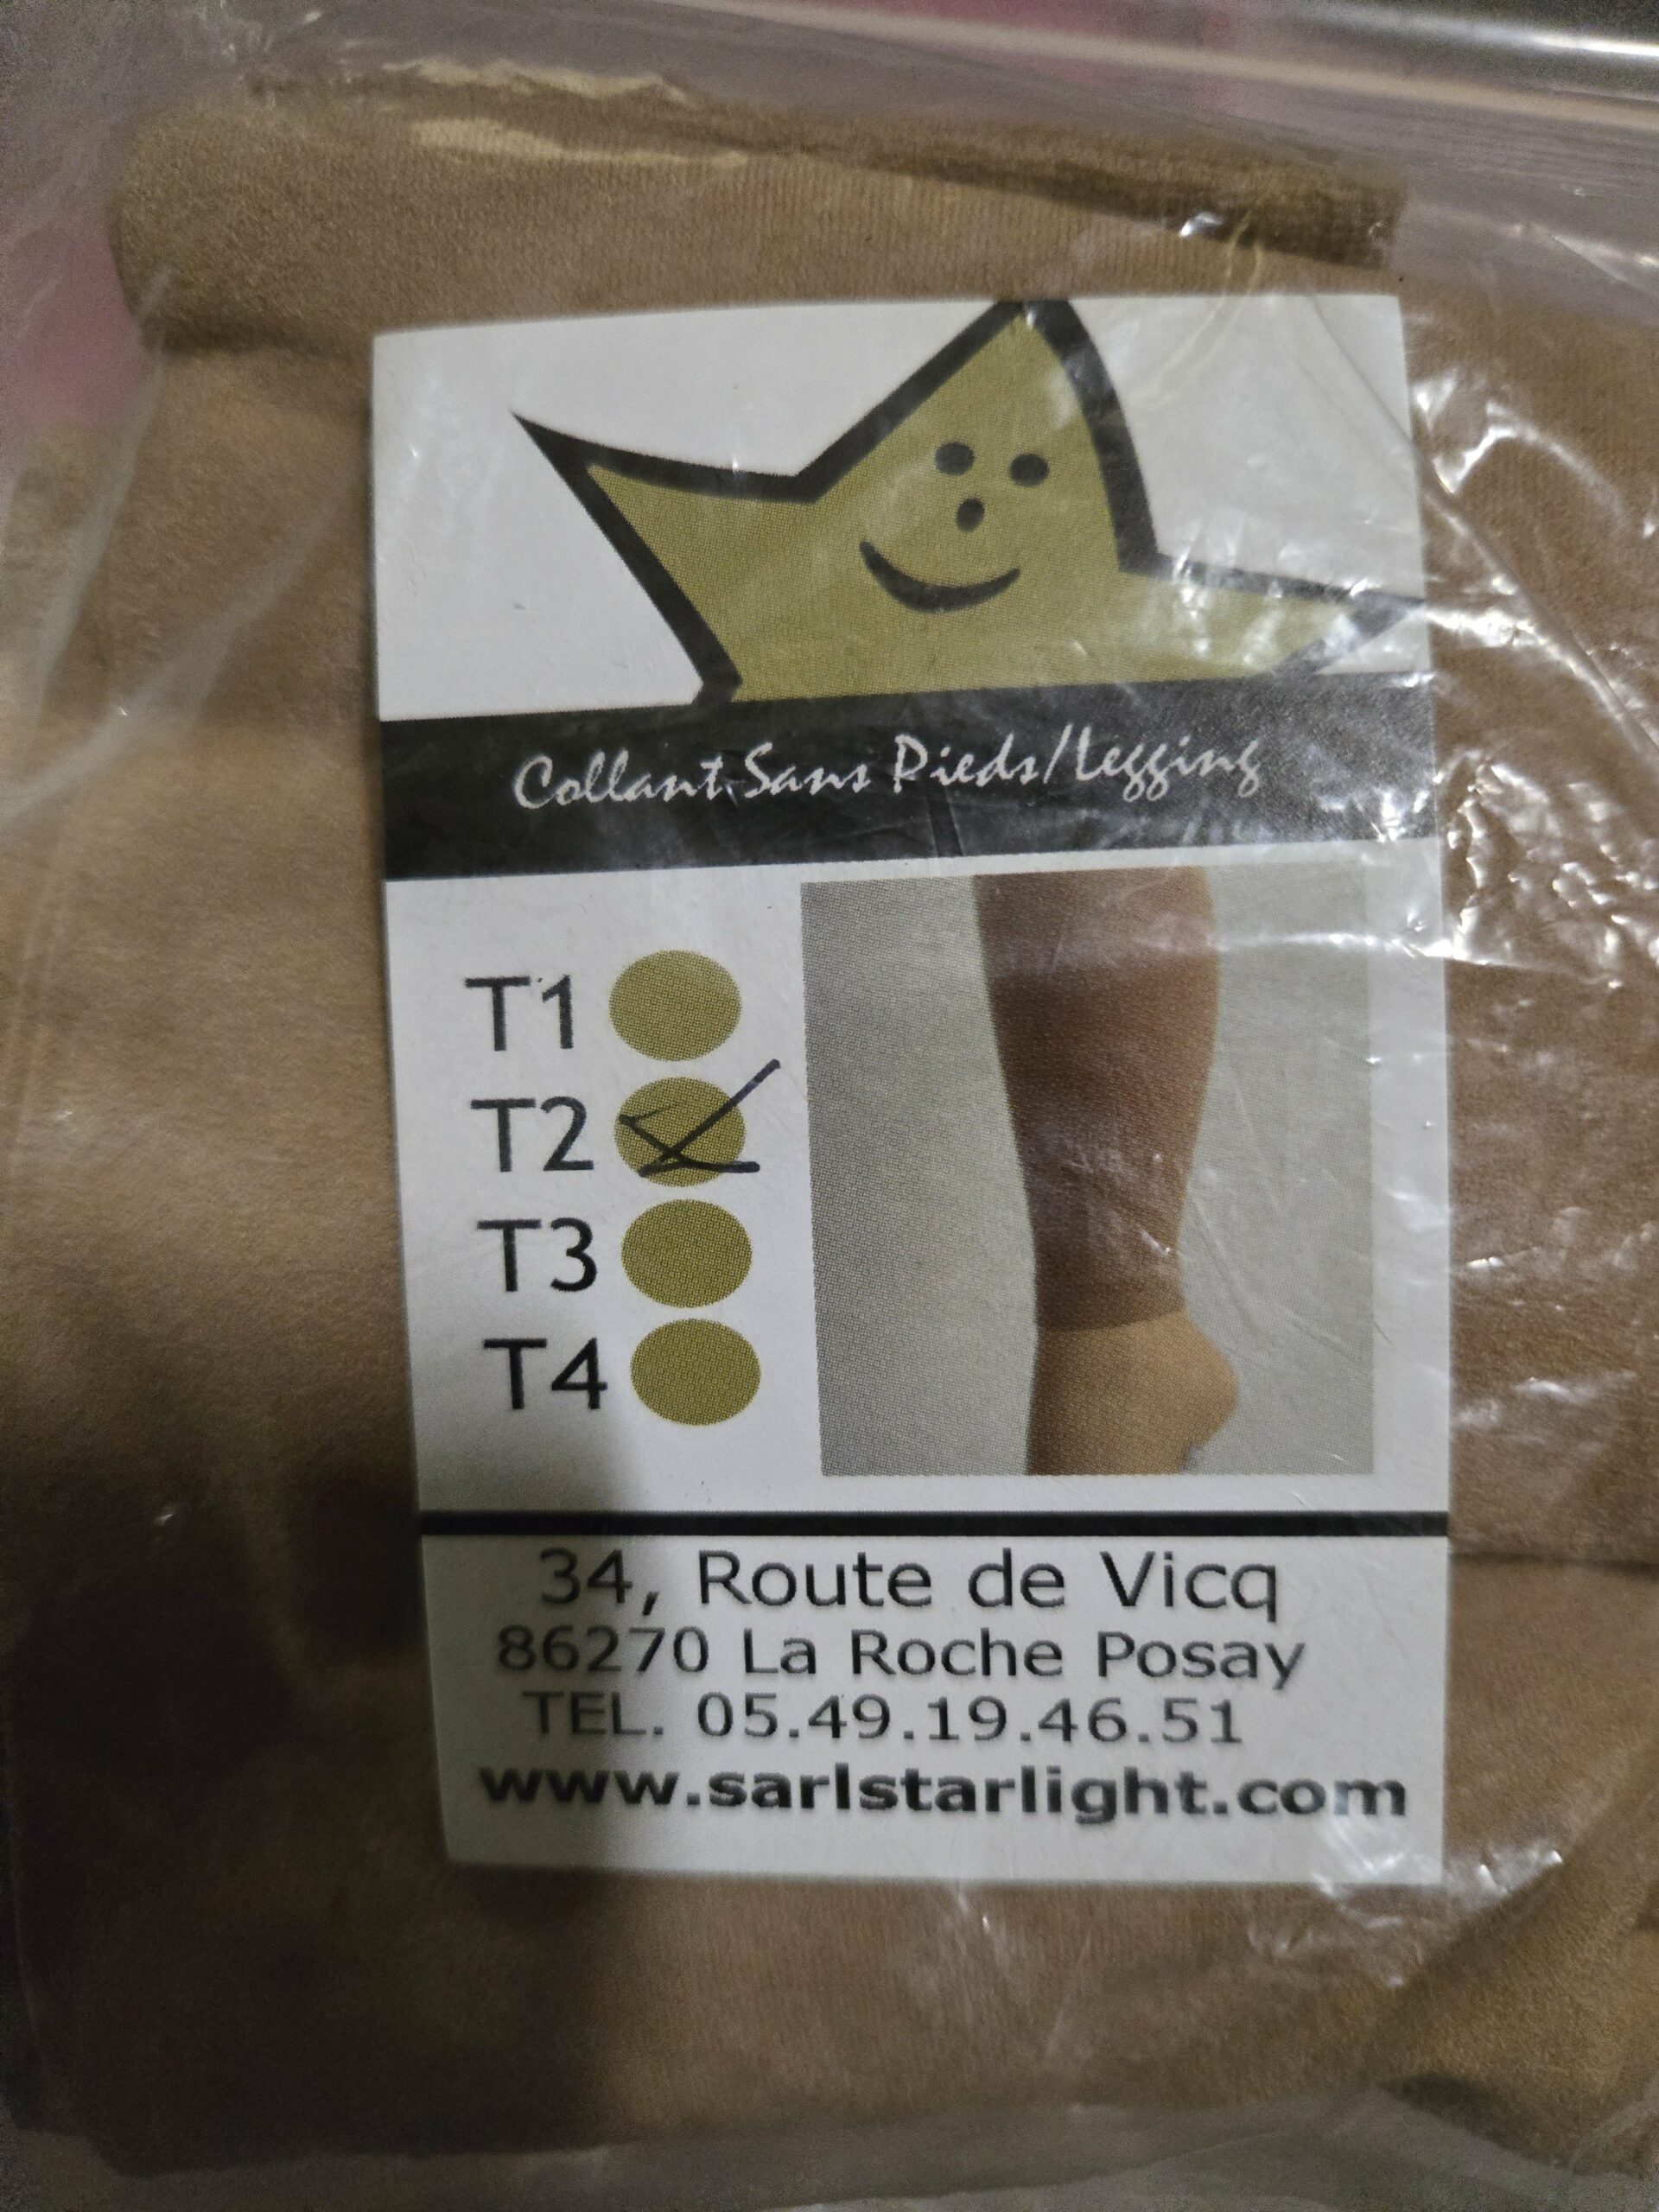 Collant Sans Pieds/Legging
T1
T2
T3
T4
34, Route de Vicq
86270 La Roche Posay
TEL. 05.49.19.46.51
www.sarlstarlight.com